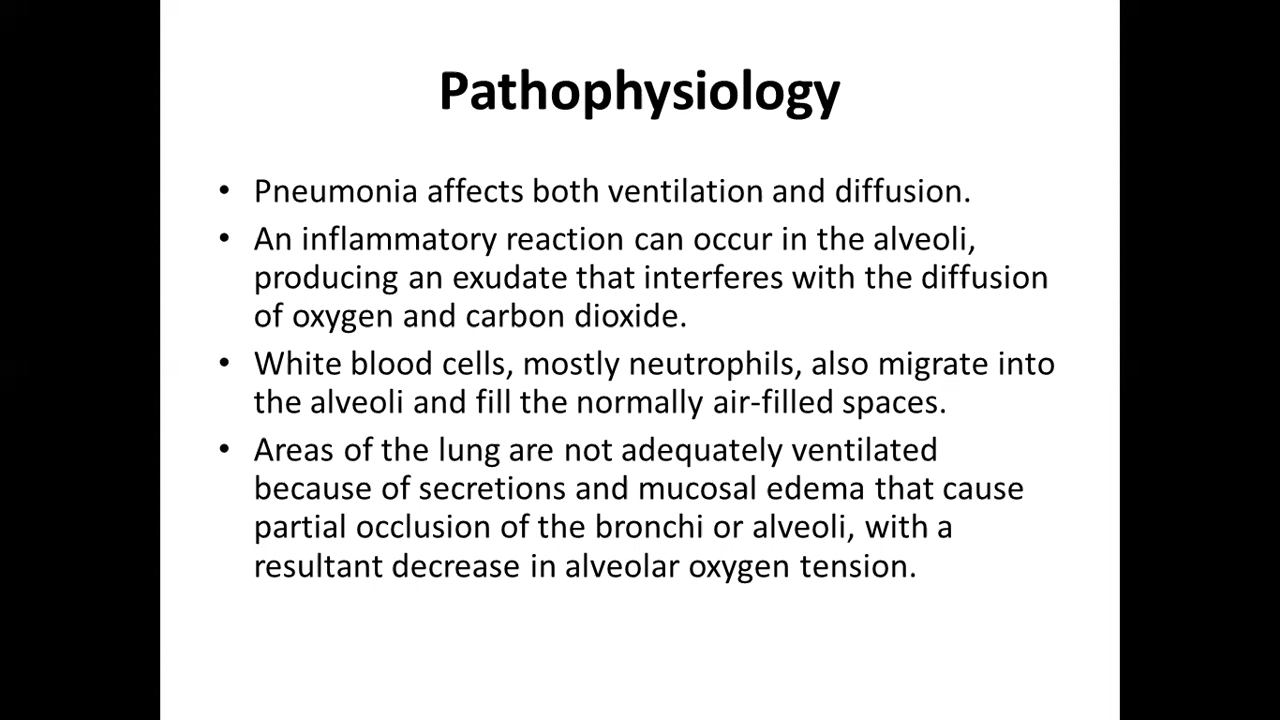 Pathophysiology
• Pneumonia affects both ventilation and diffusion.
• An inflammatory reaction can occur in the alveoli,
producing an exudate that interferes with the diffusion
of oxygen and carbon dioxide.
• White blood cells, mostly neutrophils, also migrate into
the alveoli and fill the normally air-filled spaces.
• Areas of the lung are not adequately ventilated
because of secretions and mucosal edema that cause
partial occlusion of the bronchi or alveoli, with a
resultant decrease in alveolar oxygen tension.